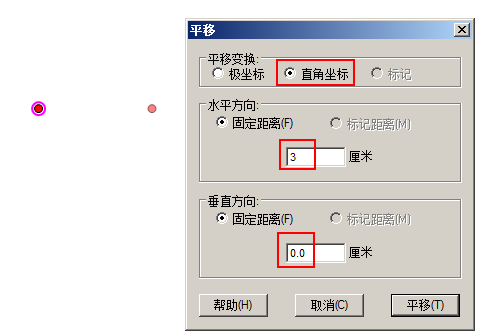 平移
平移变换:
极坐标 直角坐标 标记
水平方向:
固定距离(F) 标记距离(M)
3 厘米
垂直方向:
固定距离(F) 标记距离(M)
0.0 厘米
帮助(H) 取消(C) 平移(T)